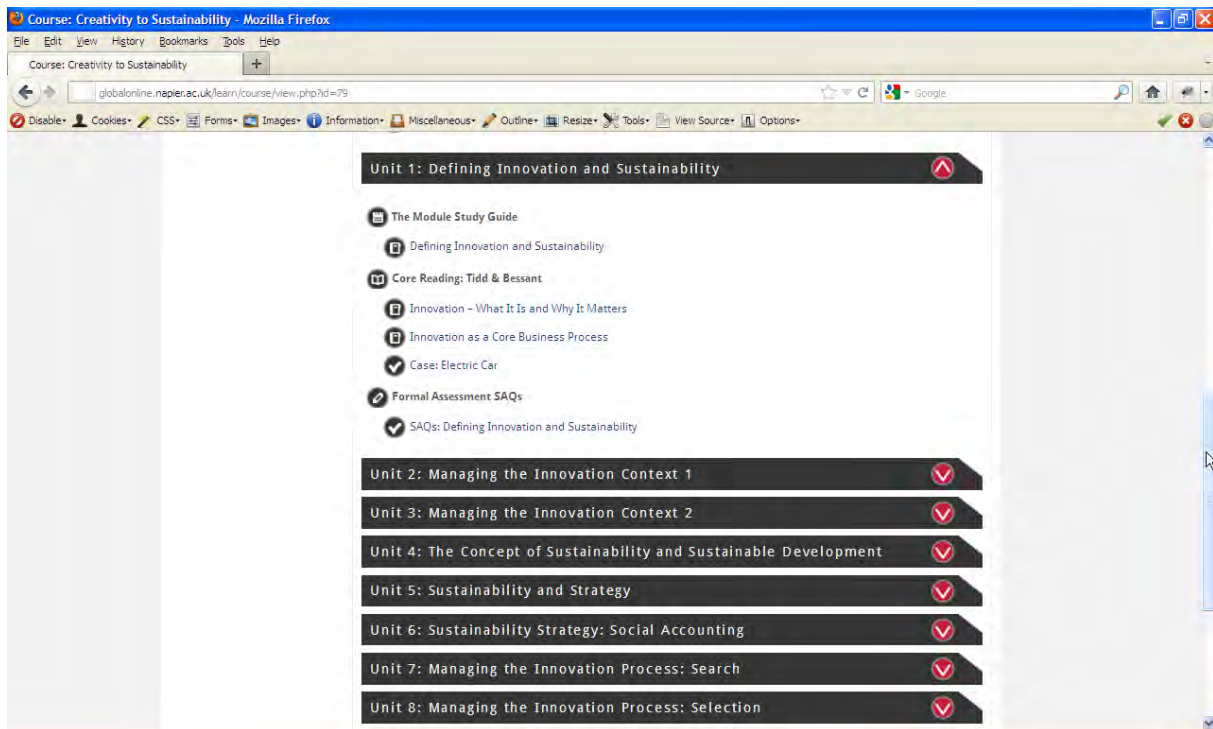 Course: Creativity to Sustainability - Mozilla Firefox
File Edit View History Bookmarks Tools Help
Course: Creativity to Sustainability +
globalonline.napier.ac.uk/learn/course/view.php?id=79 Google
Disable Cookies CSS Forms Images Information Miscellaneous Outline Resize Tools View Source Options
Unit 1: Defining Innovation and Sustainability
The Module Study Guide
Defining Innovation and Sustainability
Core Reading: Tidd & Bessant
Innovation – What It Is and Why It Matters
Innovation as a Core Business Process
Case: Electric Car
Formal Assessment SAQs
SAQs: Defining Innovation and Sustainability
Unit 2: Managing the Innovation Context 1
Unit 3: Managing the Innovation Context 2
Unit 4: The Concept of Sustainability and Sustainable Development
Unit 5: Sustainability and Strategy
Unit 6: Sustainability Strategy: Social Accounting
Unit 7: Managing the Innovation Process: Search
Unit 8: Managing the Innovation Process: Selection